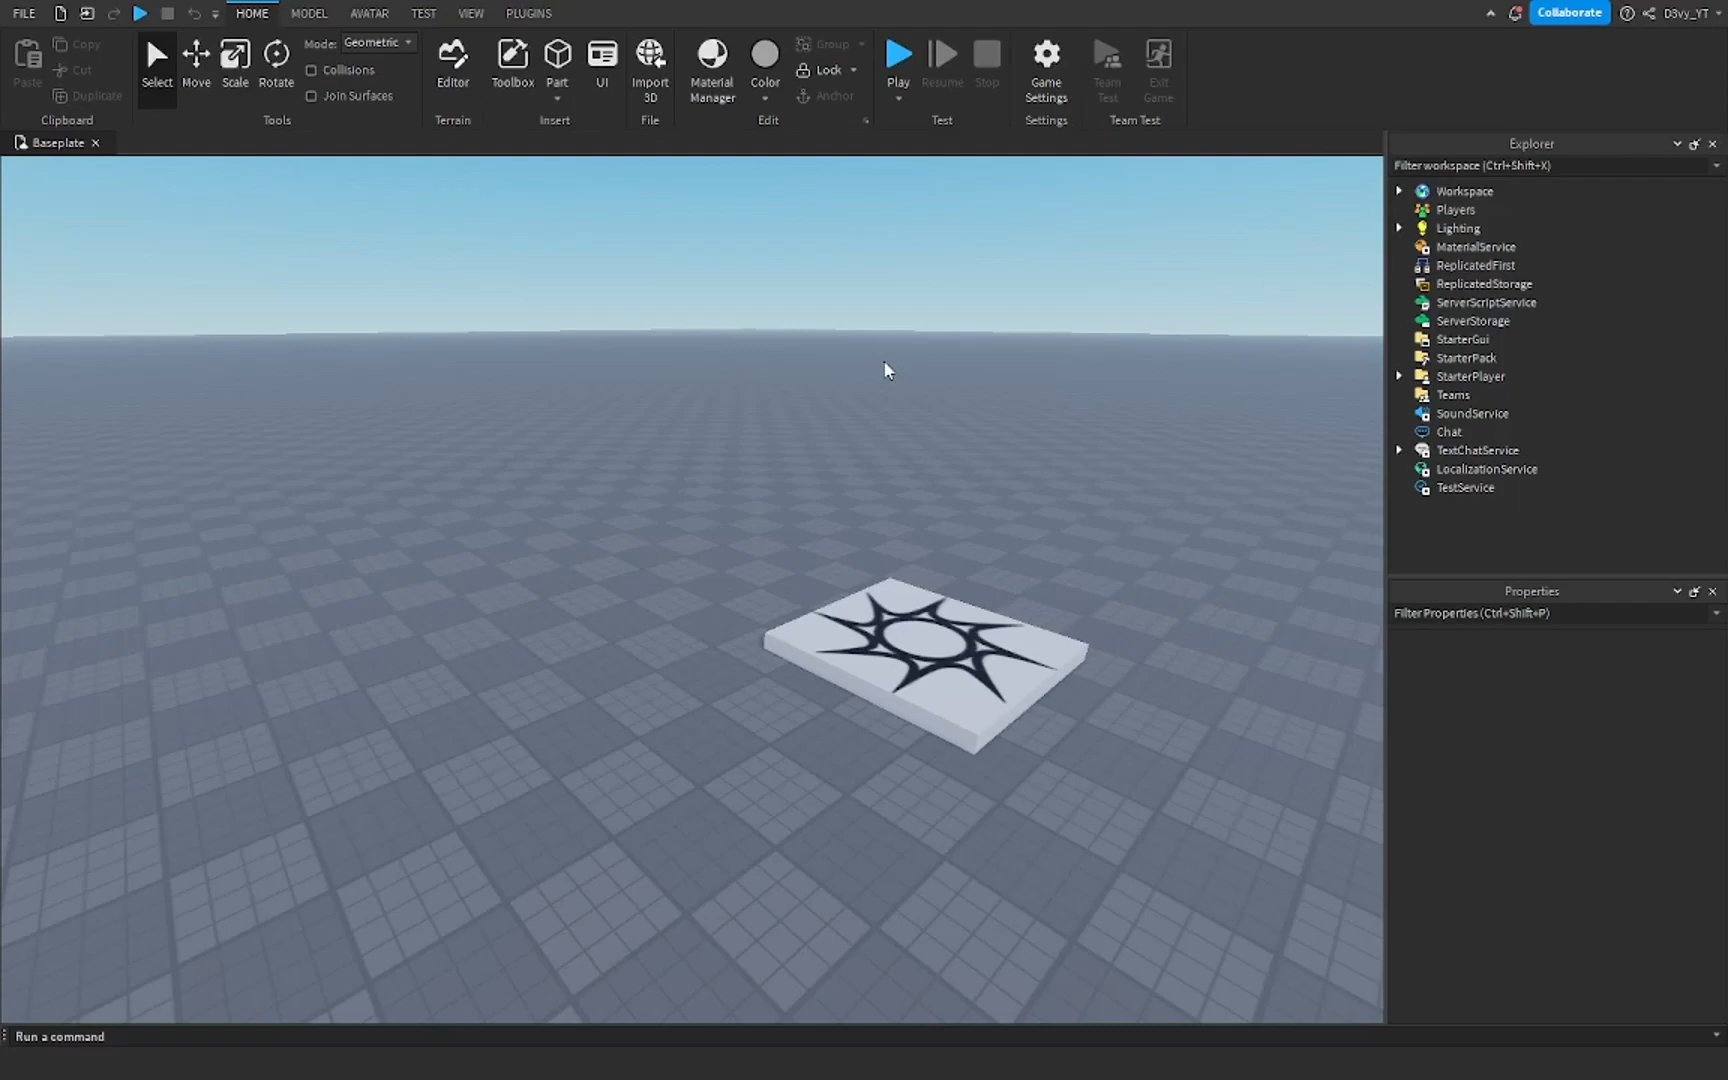 FILE HOME MODEL AVATAR TEST VIEW PLUGINS Collaborate D3vy_YT
Paste Copy Cut Duplicate
Clipboard
Select Move Scale Rotate
Mode: Geometric
Collisions
Join Surfaces
Tools
Editor
Terrain
Toolbox Part UI
Insert
Import
3D
File
Material
Manager
Color
Group
Lock
Anchor
Edit
Play Resume Stop
Test
Game
Settings
Settings
Team
Test
Exit
Game
Team Test
Baseplate
Explorer
Filter workspace (Ctrl+Shift+X)
Workspace
Players
Lighting
MaterialService
ReplicatedFirst
ReplicatedStorage
ServerScriptService
ServerStorage
StarterGui
StarterPack
StarterPlayer
Teams
SoundService
Chat
TextChatService
LocalizationService
TestService
Properties
Filter Properties (Ctrl+Shift+P)
Run a command